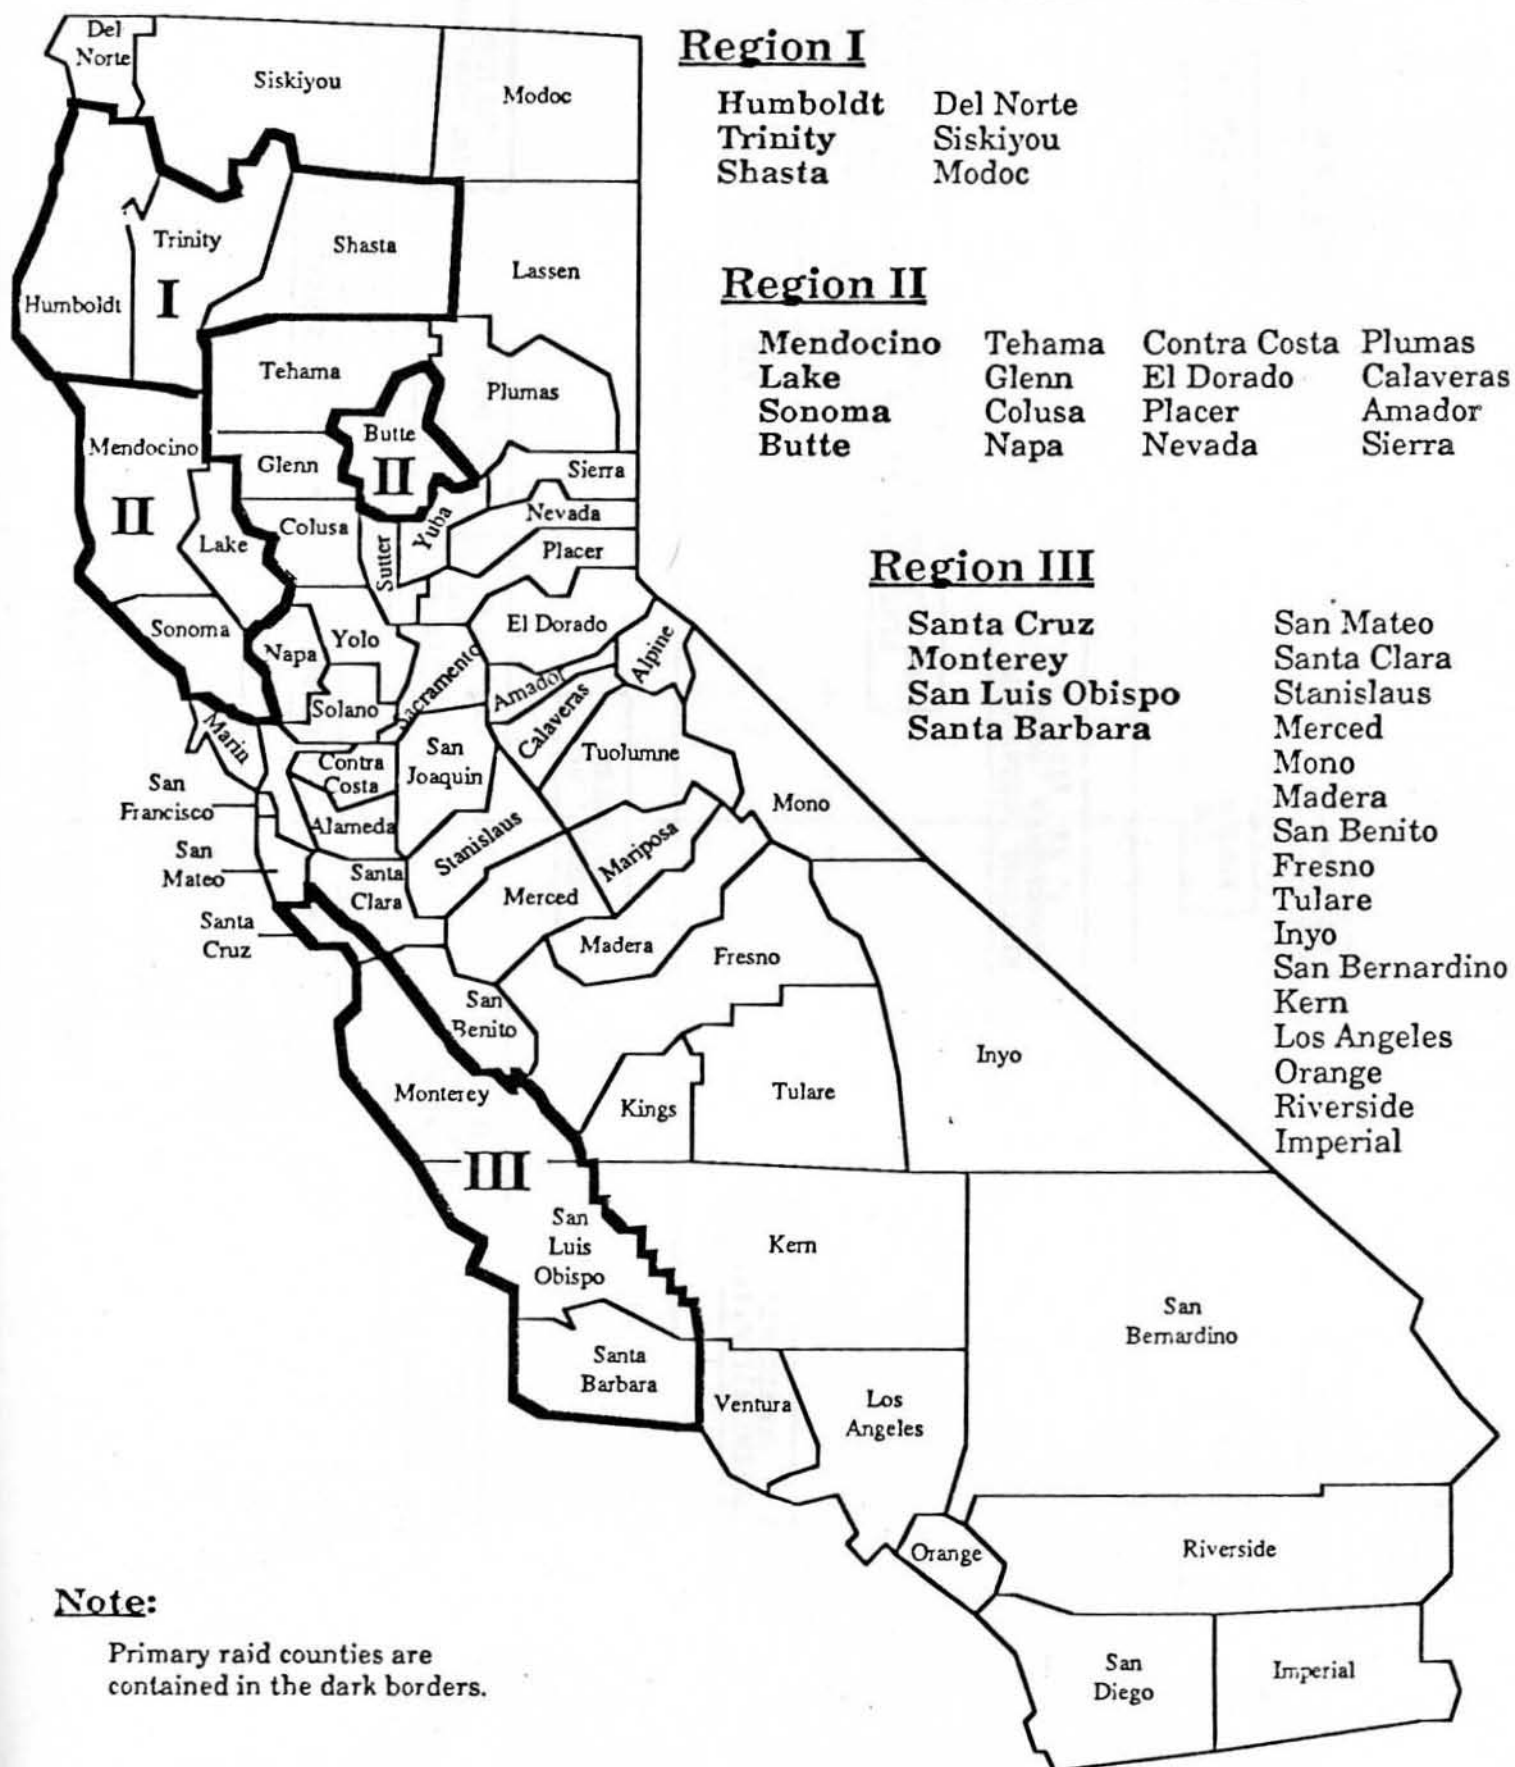 Region I
Humboldt Del Norte
Trinity Siskiyou
Shasta Modoc
Region II
Mendocino Tehama Contra Costa Plumas
Lake Glenn El Dorado Calaveras
Sonoma Colusa Placer Amador
Butte Napa Nevada Sierra
Region III
Santa Cruz San Mateo
Monterey Santa Clara
San Luis Obispo Stanislaus
Santa Barbara Merced
Mono
Madera
San Benito
Fresno
Tulare
Inyo
San Bernardino
Kern
Los Angeles
Orange
Riverside
Imperial
Del
Norte
Siskiyou
Modoc
Humboldt
Trinity
I
Shasta
Lassen
Tehama
Plumas
Mendocino
II
Glenn
Butte
II
Sierra
Lake
Colusa
Sutter
Yuba
Nevada
Placer
Sonoma
Napa
Yolo
El Dorado
Alpine
Solano
Sacramento
Amador
Calaveras
Marin
Contra
Costa
San
Joaquin
Tuolumne
San
Francisco
Alameda
Stanislaus
Mariposa
Mono
San
Mateo
Santa
Clara
Merced
Santa
Cruz
Madera
Fresno
San
Benito
Inyo
Monterey
Kings
Tulare
III
San
Luis
Obispo
Kern
San
Bernardino
Santa
Barbara
Ventura
Los
Angeles
Orange
Riverside
San
Diego
Imperial
Note:
Primary raid counties are
contained in the dark borders.